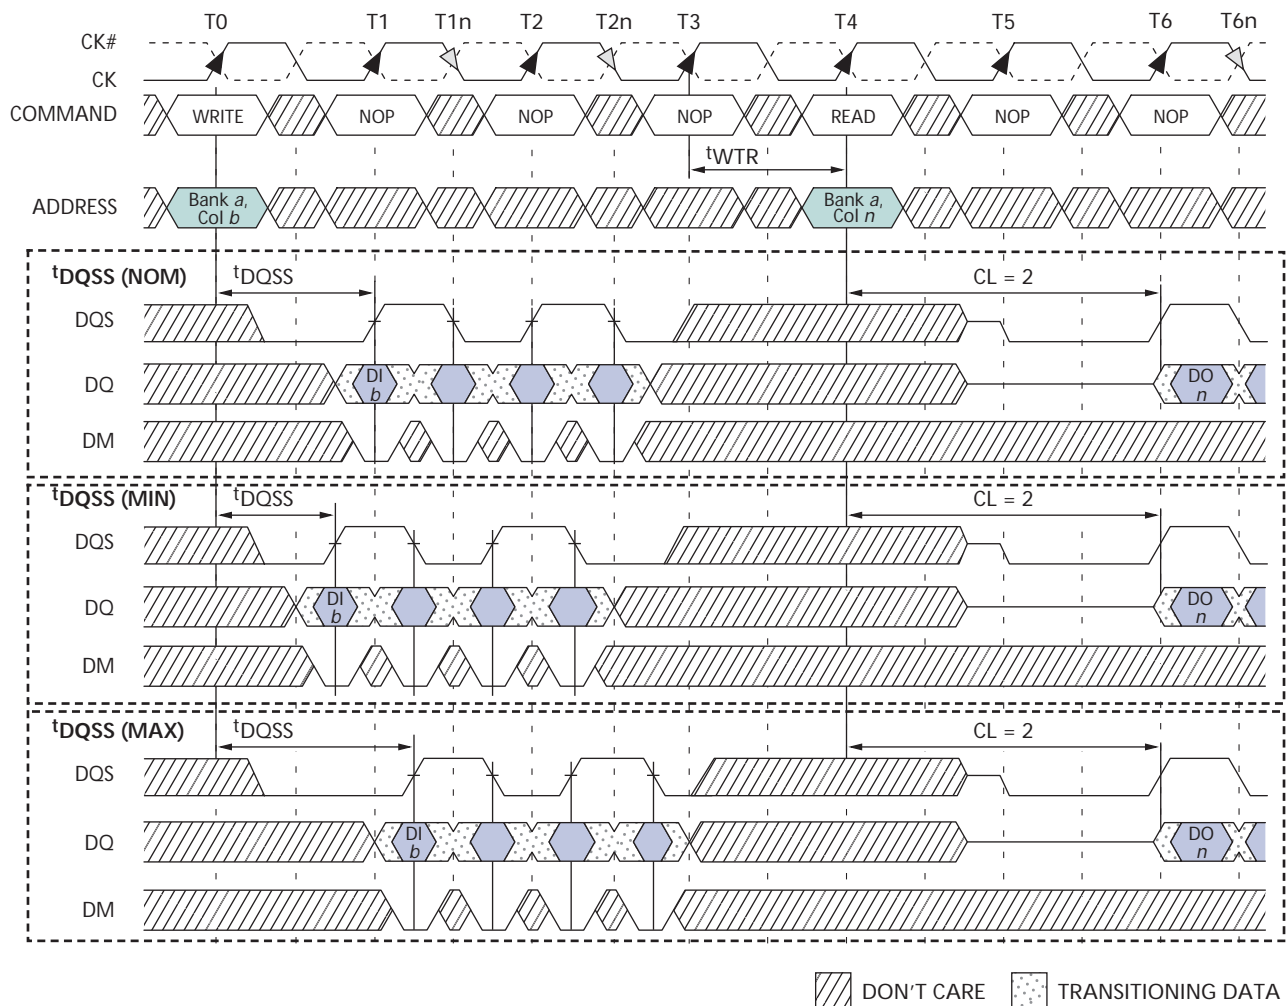 T0 T1 T1n T2 T2n T3 T4 T5 T6 T6n
CK#
CK
COMMAND WRITE NOP NOP NOP READ NOP NOP
tWTR
ADDRESS Bank a, Col b Bank a, Col n
tDQSS (NOM) tDQSS CL = 2
DQS
DQ DI b DO n
DM
tDQSS (MIN) tDQSS CL = 2
DQS
DQ DI b DO n
DM
tDQSS (MAX) tDQSS CL = 2
DQS
DQ DI b DO n
DM
DON'T CARE TRANSITIONING DATA